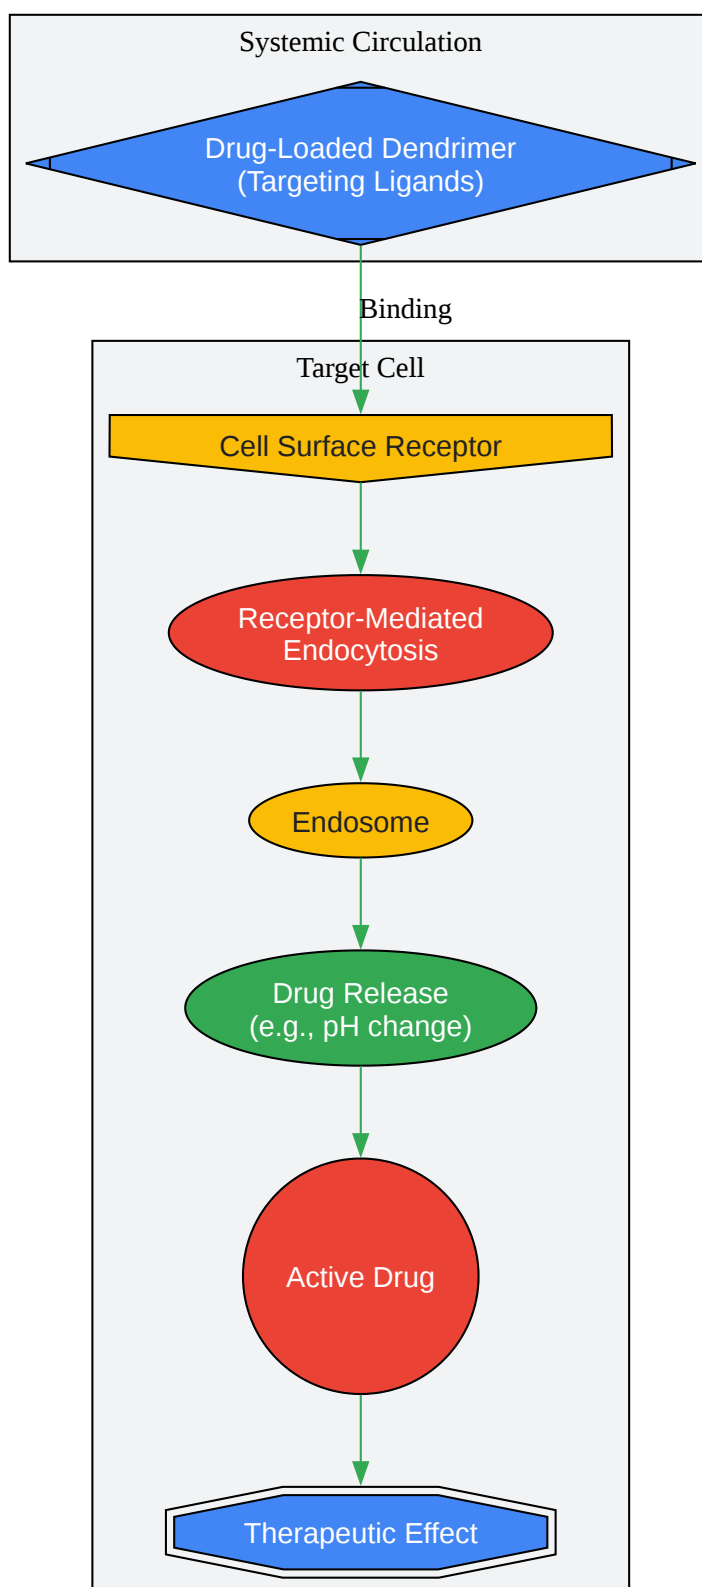 Systemic Circulation
Drug-Loaded Dendrimer
(Targeting Ligands)
Binding
Target Cell
Cell Surface Receptor
Receptor-Mediated
Endocytosis
Endosome
Drug Release
(e.g., pH change)
Active Drug
Therapeutic Effect